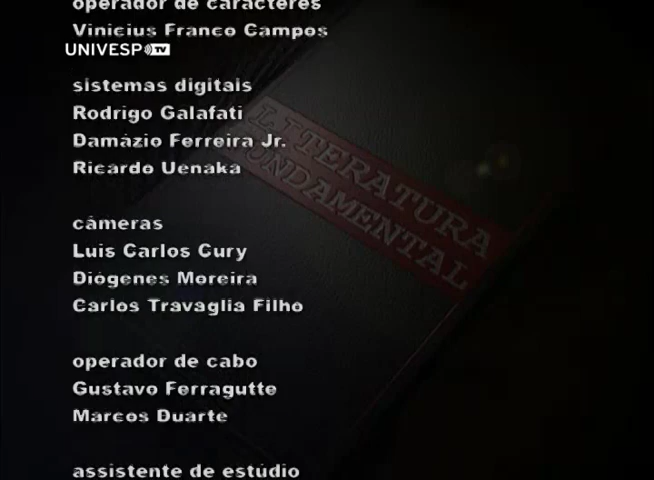 operador de caracteres
Vinicius Franco Campos
UNIVESP TV
sistemas digitais
Rodrigo Galafati
Damázio Ferreira Jr.
Ricardo Uenaka
câmeras
Luis Carlos Cury
Diógenes Moreira
Carlos Travaglia Filho
operador de cabo
Gustavo Ferragutte
Marcos Duarte
assistente de estúdio
LITERATURA
FUNDAMENTAL